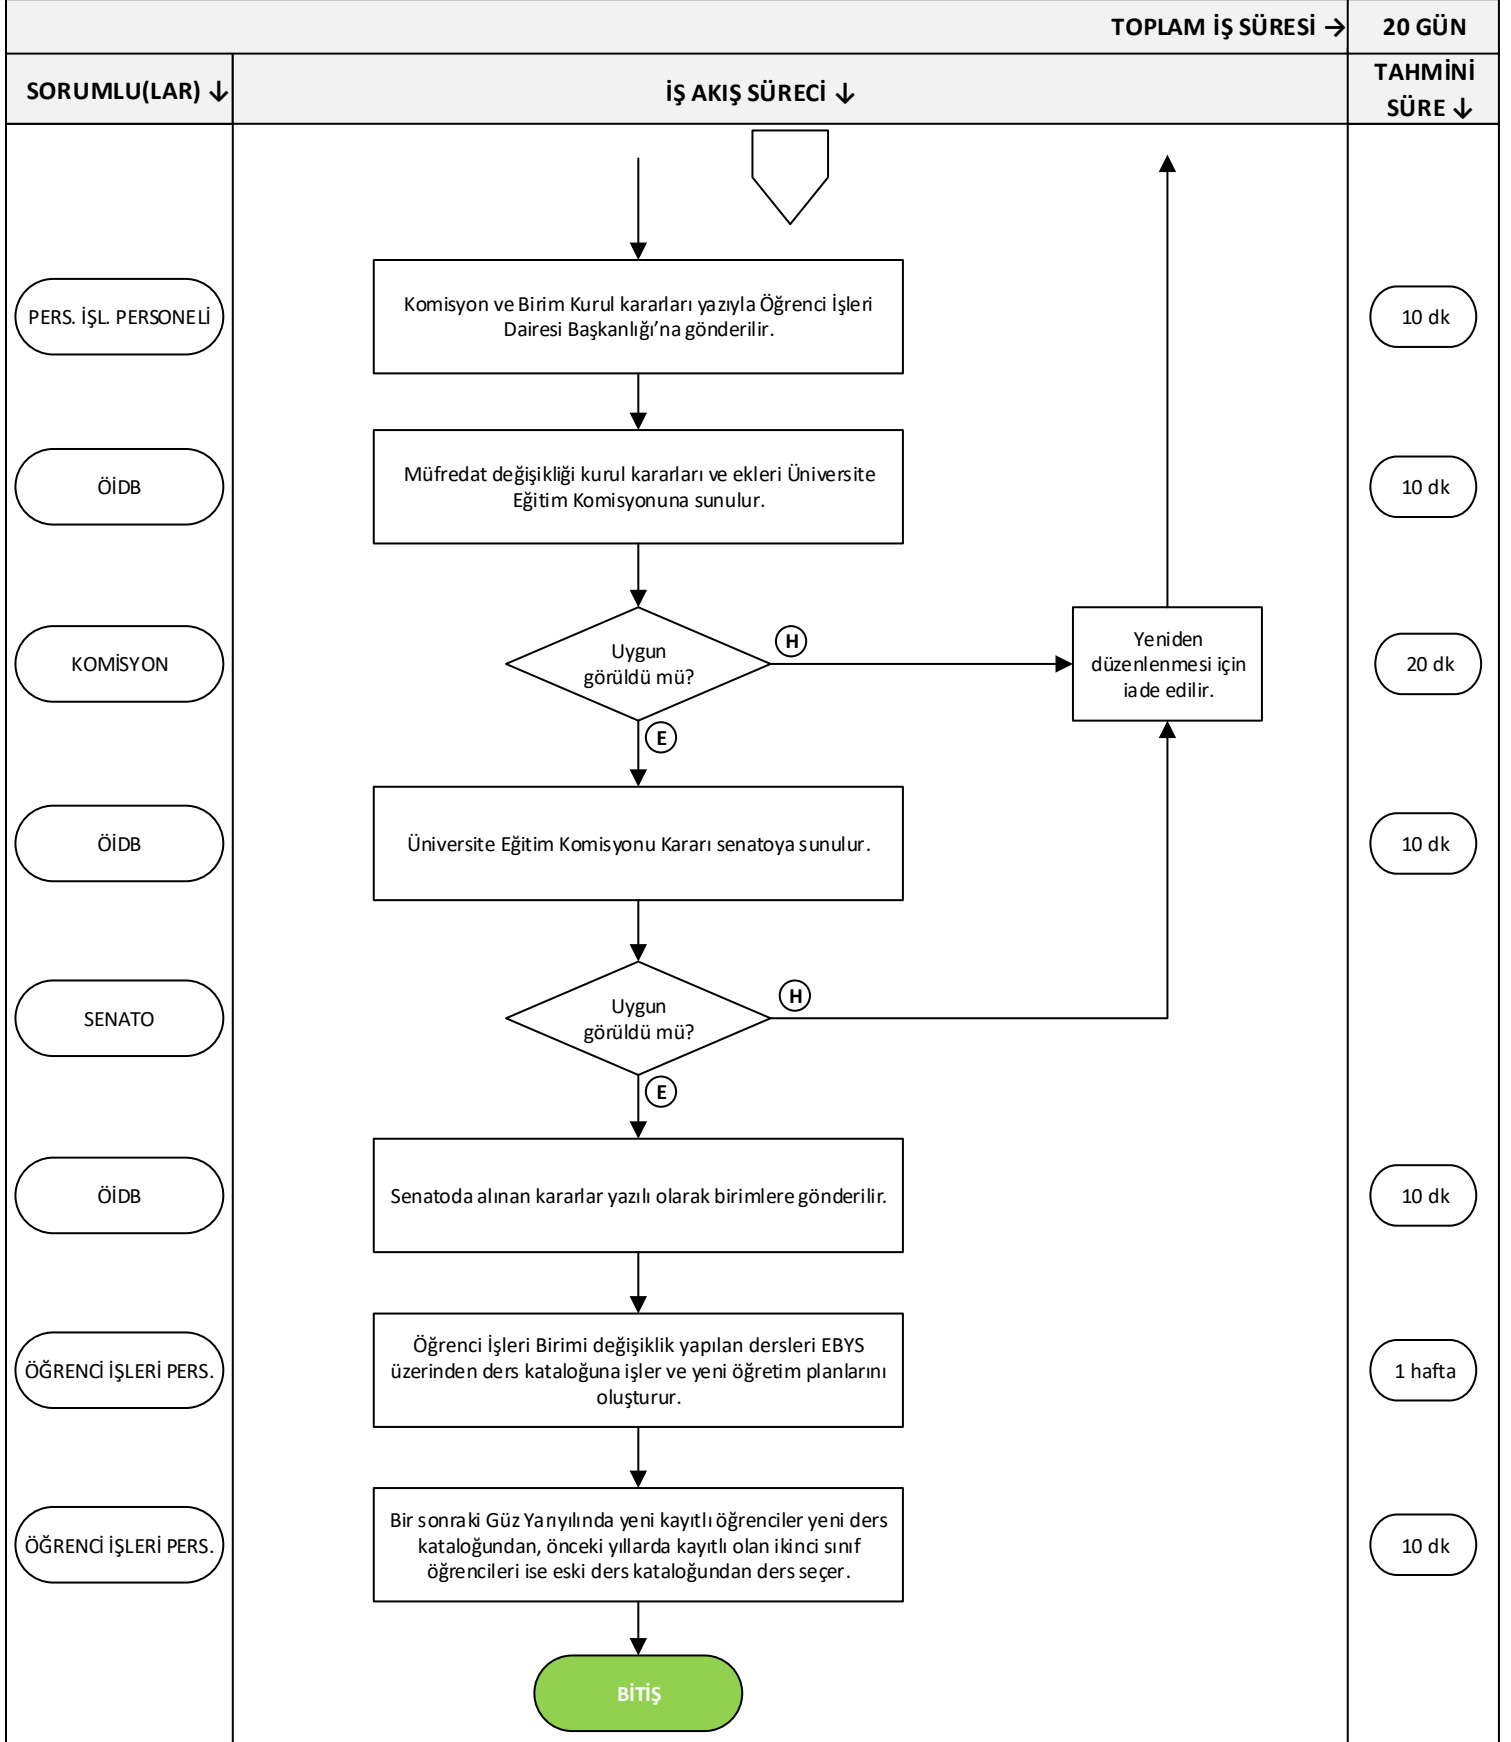 TOPLAM İŞ SÜRESİ → 20 GÜN
SORUMLU(LAR) ↓
İŞ AKIŞ SÜRECİ ↓
TAHMİNİ
SÜRE ↓
PERS. İŞL. PERSONELİ
Komisyon ve Birim Kurul kararları yazıyla Öğrenci İşleri
Dairesi Başkanlığı’na gönderilir.
10 dk
ÖİDB
Müfredat değişikliği kurul kararları ve ekleri Üniversite
Eğitim Komisyonuna sunulur.
10 dk
KOMİSYON
Uygun
görüldü mü?
H
Yeniden
düzenlenmesi için
iade edilir.
20 dk
E
ÖİDB
Üniversite Eğitim Komisyonu Kararı senatoya sunulur.
10 dk
SENATO
Uygun
görüldü mü?
H
E
ÖİDB
Senatoda alınan kararlar yazılı olarak birimlere gönderilir.
10 dk
ÖĞRENCİ İŞLERİ PERS.
Öğrenci İşleri Birimi değişiklik yapılan dersleri EBYS
üzerinden ders kataloğuna işler ve yeni öğretim planlarını
oluşturur.
1 hafta
ÖĞRENCİ İŞLERİ PERS.
Bir sonraki Güz Yarıyılında yeni kayıtlı öğrenciler yeni ders
kataloğundan, önceki yıllarda kayıtlı olan ikinci sınıf
öğrencileri ise eski ders kataloğundan ders seçer.
10 dk
BİTİŞ